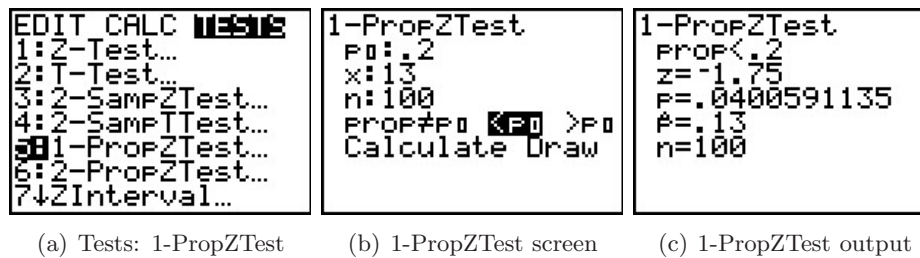 EDIT CALC TESTS
1:Z-Test…
2:T-Test…
3:2-SampZTest…
4:2-SampTTest…
5:1-PropZTest…
6:2-PropZTest…
7↓ZInterval…
(a) Tests: 1-PropZTest
1-PropZTest
p0:.2
x:13
n:100
prop≠p0 <p0 >p0
Calculate Draw
(b) 1-PropZTest screen
1-PropZTest
prop<.2
z=-1.75
p=.0400591135
p̂=.13
n=100
(c) 1-PropZTest output